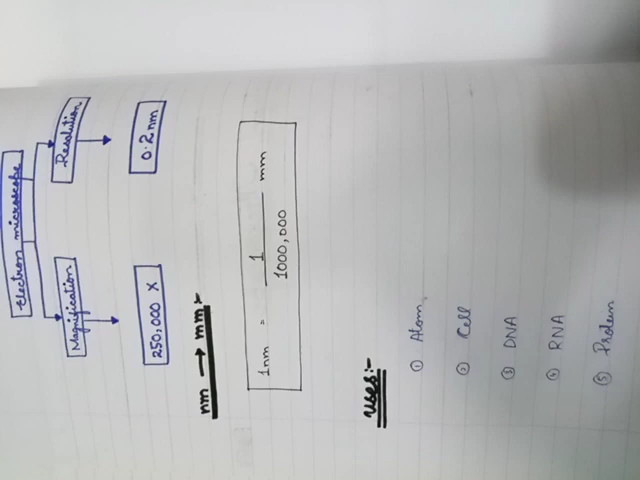 Electron microscope
Magnification Resolution
250,000 X 0.2 nm
nm → mm:-
1nm = 1/1000,000 mm
Uses:-
① Atom
② Cell
③ DNA
④ RNA
⑤ Protein